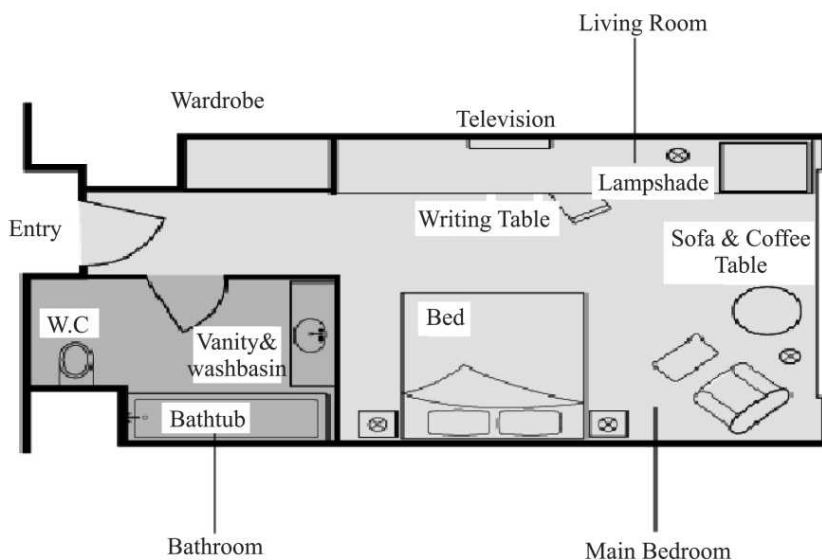 Living Room
Wardrobe
Television
Lampshade
Writing Table
Entry
Sofa & Coffee
Table
W.C
Vanity&
washbasin
Bed
Bathtub
Bathroom
Main Bedroom